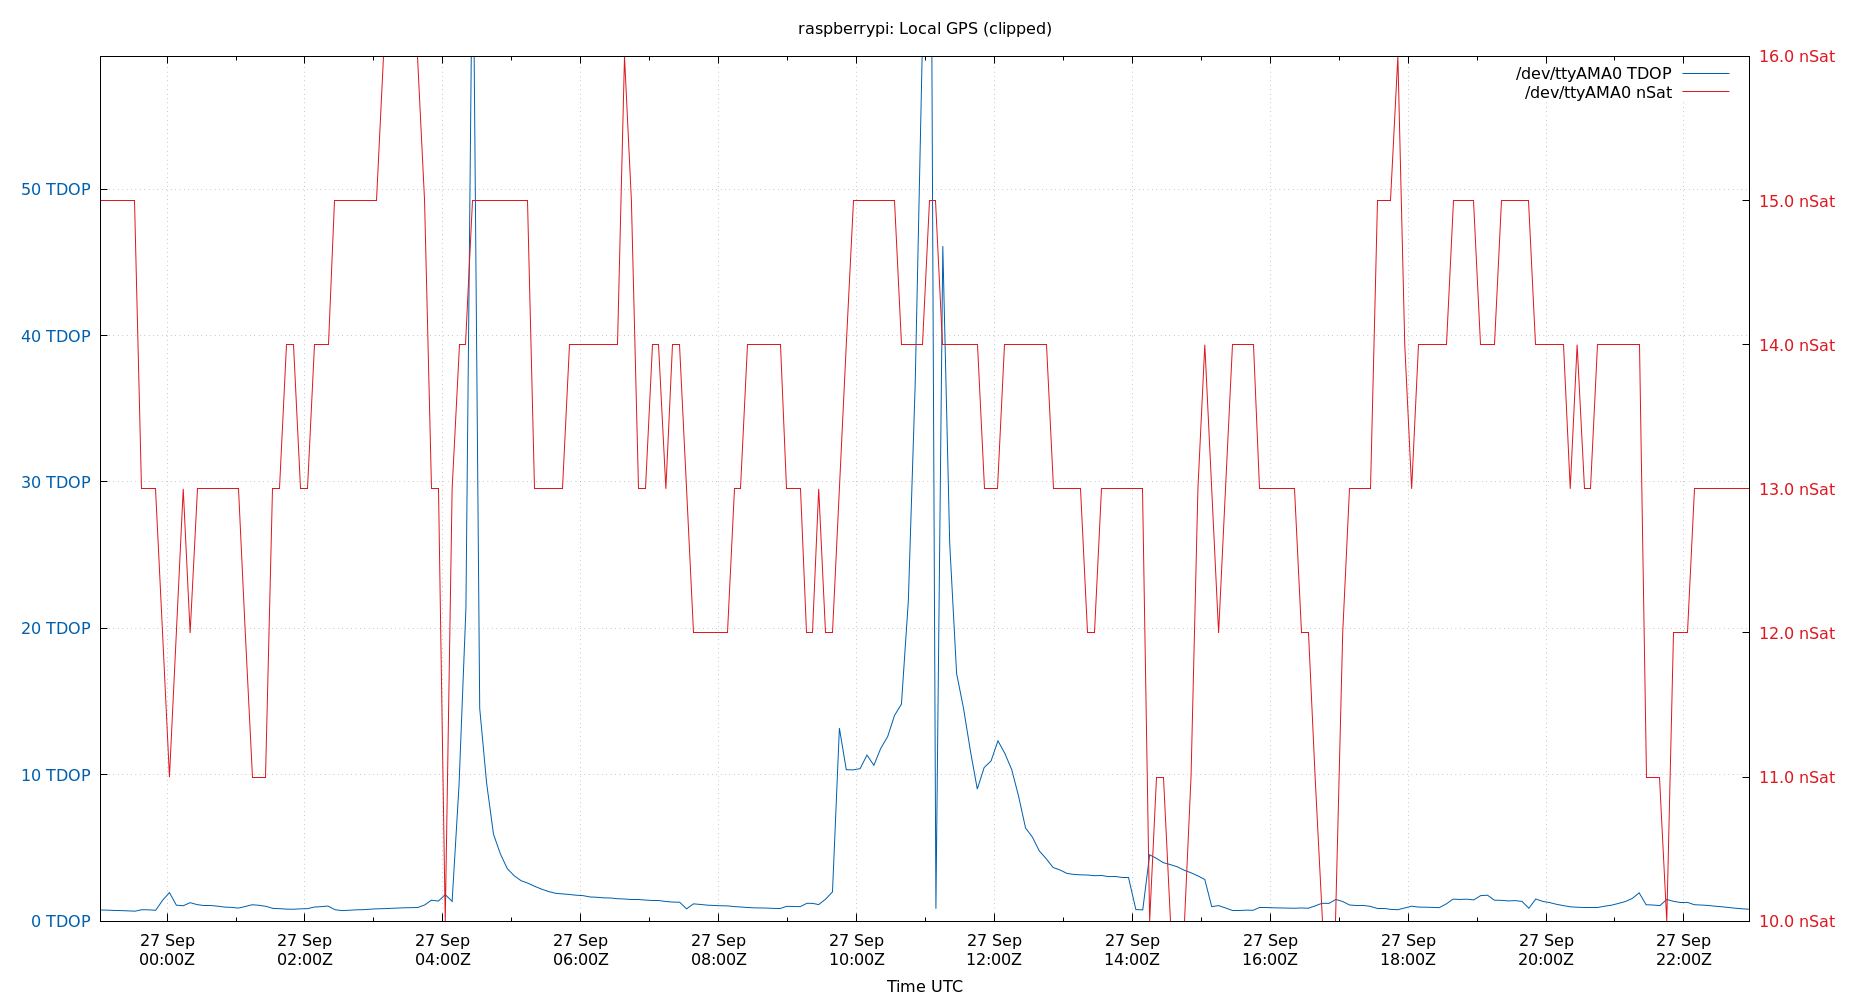 raspberrypi: Local GPS (clipped)
16.0 nSat
/dev/ttyAMA0 TDOP
/dev/ttyAMA0 nSat
50 TDOP
15.0 nSat
40 TDOP
14.0 nSat
30 TDOP
13.0 nSat
20 TDOP
12.0 nSat
10 TDOP
11.0 nSat
0 TDOP
10.0 nSat
27 Sep 27 Sep 27 Sep 27 Sep 27 Sep 27 Sep 27 Sep 27 Sep 27 Sep 27 Sep 27 Sep 27 Sep
00:00Z 02:00Z 04:00Z 06:00Z 08:00Z 10:00Z 12:00Z 14:00Z 16:00Z 18:00Z 20:00Z 22:00Z
Time UTC